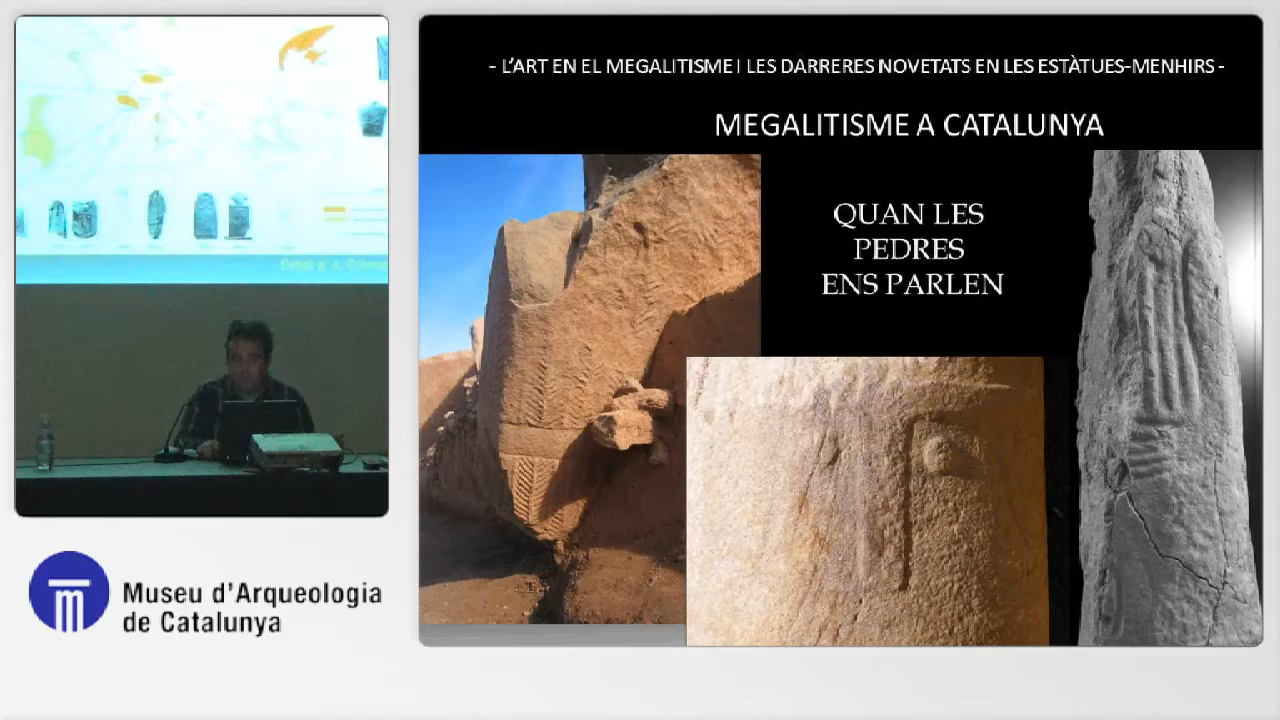 - L'ART EN EL MEGALITISME I LES DARRERES NOVETATS EN LES ESTÀTUES-MENHIRS -
MEGALITISME A CATALUNYA
QUAN LES
PEDRES
ENS PARLEN
Museu d'Arqueologia
de Catalunya